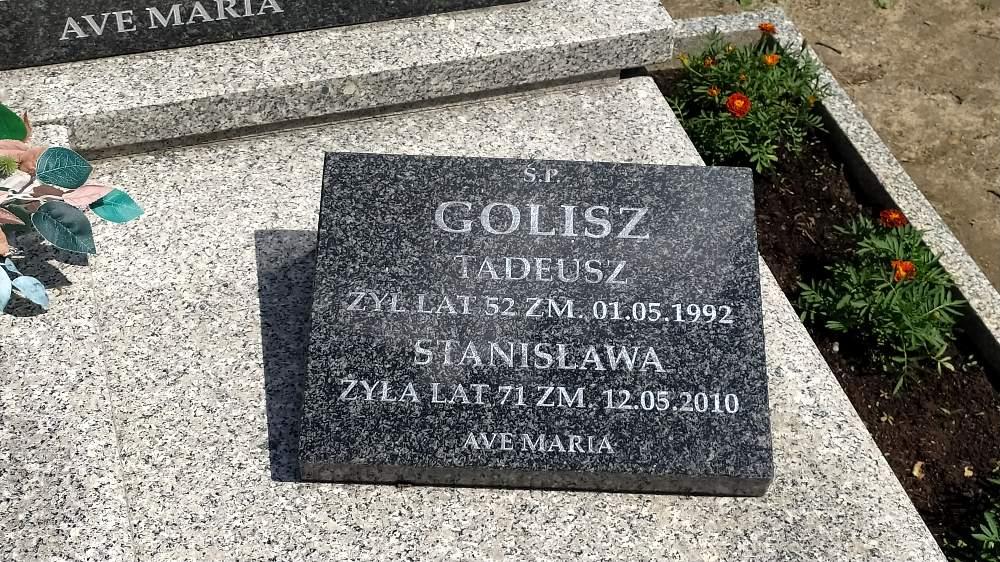 AVE MARIA
Ś.P.
GOLISZ
TADEUSZ
ŻYŁ LAT 52 ZM. 01.05.1992
STANISŁAWA
ŻYŁA LAT 71 ZM. 12.05.2010
AVE MARIA